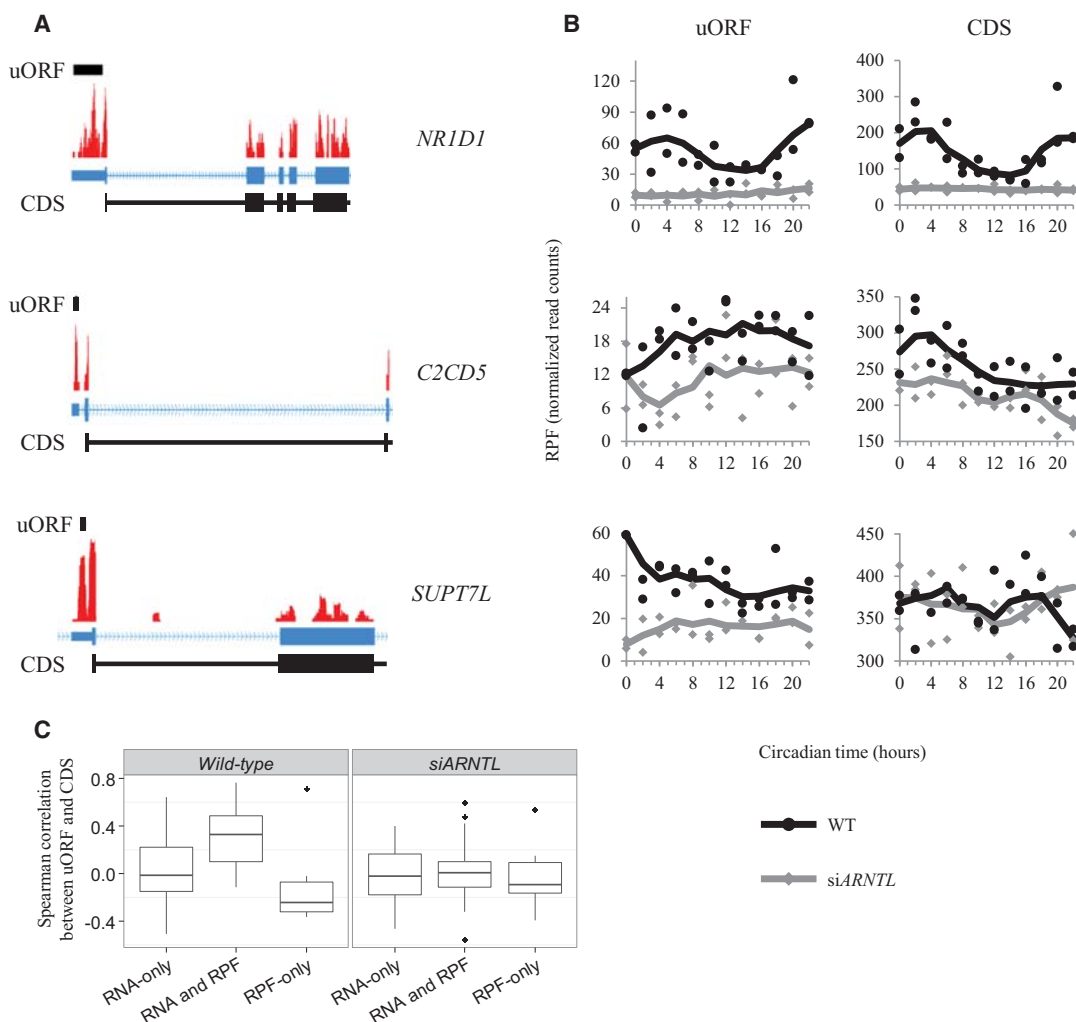 A
uORF
NR1D1
CDS
uORF
C2CD5
CDS
uORF
SUPT7L
CDS
B
uORF
CDS
RPF (normalized read counts)
120
90
60
30
0
0 4 8 12 16 20
400
300
200
100
0
0 4 8 12 16 20
24
18
12
6
0
0 4 8 12 16 20
350
300
250
200
150
0 4 8 12 16 20
60
40
20
0
0 4 8 12 16 20
450
400
350
300
0 4 8 12 16 20
Circadian time (hours)
WT
siARNTL
C
Spearman correlation
between uORF and CDS
0.8
0.4
0.0
-0.4
Wild-type
siARNTL
RNA-only
RNA and RPF
RPF-only
RNA-only
RNA and RPF
RPF-only